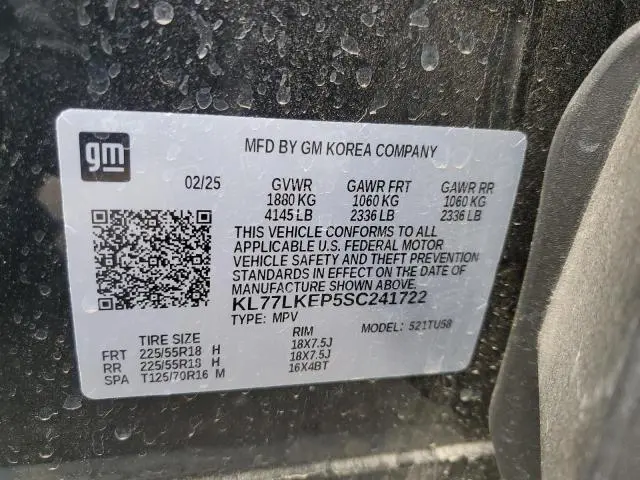 gm
MFD BY GM KOREA COMPANY
02/25 GVWR GAWR FRT GAWR RR
1880 KG 1060 KG 1060 KG
4145 LB 2336 LB 2336 LB
THIS VEHICLE CONFORMS TO ALL
APPLICABLE U.S. FEDERAL MOTOR
VEHICLE SAFETY AND THEFT PREVENTION
STANDARDS IN EFFECT ON THE DATE OF
MANUFACTURE SHOWN ABOVE.
KL77LKEP5SC241722
TYPE: MPV MODEL: 521TU58
TIRE SIZE RIM
FRT 225/55R18 H 18X7.5J
RR 225/55R18 H 18X7.5J
SPA T125/70R16 M 16X4BT